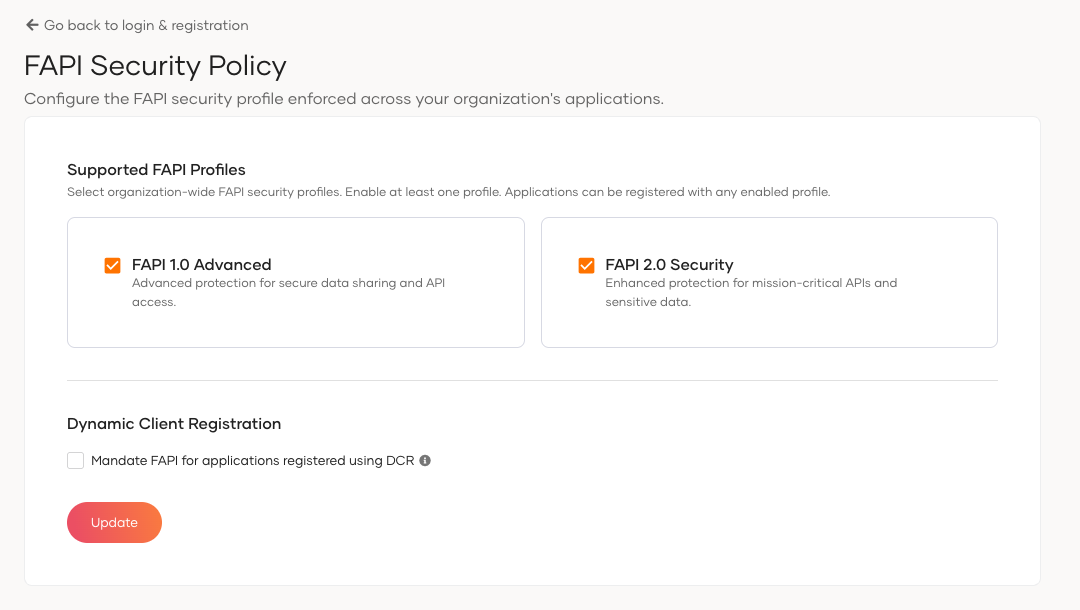 Go back to login & registration
FAPI Security Policy
Configure the FAPI security profile enforced across your organization's applications.
Supported FAPI Profiles
Select organization-wide FAPI security profiles. Enable at least one profile. Applications can be registered with any enabled profile.
FAPI 1.0 Advanced
Advanced protection for secure data sharing and API
access.
FAPI 2.0 Security
Enhanced protection for mission-critical APIs and
sensitive data.
Dynamic Client Registration
Mandate FAPI for applications registered using DCR
Update